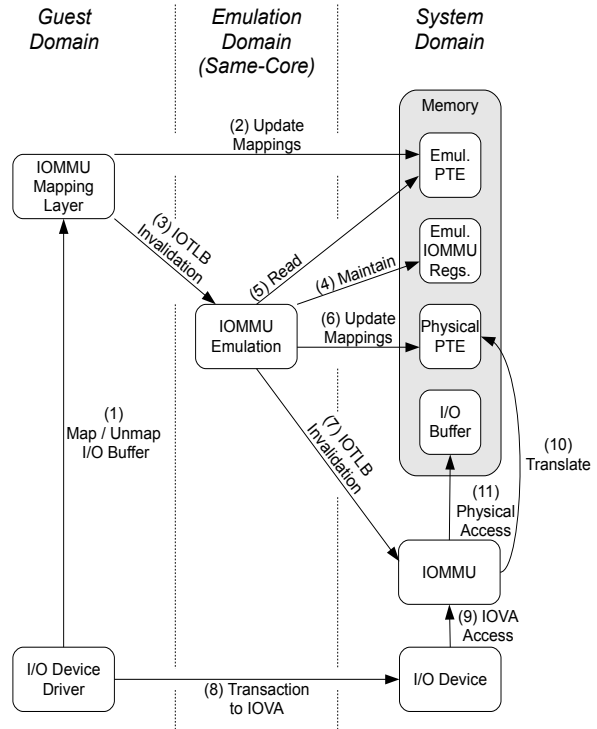 Guest
Domain
Emulation
Domain
(Same-Core)
System
Domain
Memory
(2) Update
Mappings
Emul.
PTE
IOMMU
Mapping
Layer
(3) IOTLB
Invalidation
Emul.
IOMMU
Regs.
(5) Read
(4) Maintain
IOMMU
Emulation
(6) Update
Mappings
Physical
PTE
(1)
Map / Unmap
I/O Buffer
(7) IOTLB
Invalidation
I/O
Buffer
(10)
Translate
(11)
Physical
Access
IOMMU
(9) IOVA
Access
I/O Device
Driver
(8) Transaction
to IOVA
I/O Device